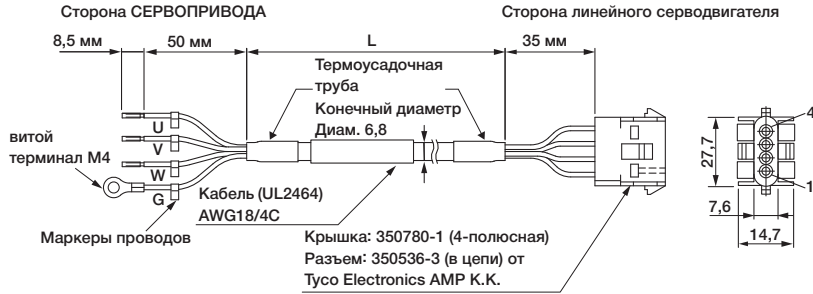 Сторона СЕРВОПРИВОДА
Сторона линейного серводвигателя
8,5 мм
50 мм
L
35 мм
Термоусадочная
труба
Конечный диаметр
Диам. 6,8
U
V
W
G
витой
терминал M4
Маркеры проводов
Кабель (UL2464)
AWG18/4C
Крышка: 350780-1 (4-полюсная)
Разъем: 350536-3 (в цепи) от
Tyco Electronics AMP K.K.
4
1
27,7
7,6
14,7